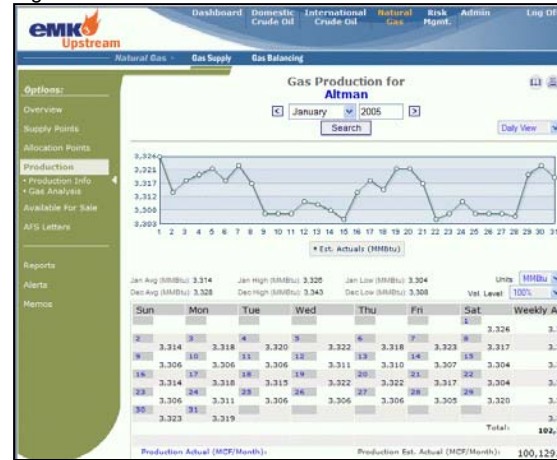 Dashboard Domestic Crude Oil International Crude Oil Natural Gas Risk Mgmt. Admin
eMK
Upstream
Natural Gas Gas Supply Gas Balancing
Options:
Overview
Supply Points
Allocation Points
Production
• Production Info
• Gas Analysis
Available For Sale
AFS Letters
Reports
Alerts
Memos
Gas Production for
Altman
January 2005
Search
Daily View
3,317
3,312
1 2 3 4 5 6 7 8 9 10 11 12 13 14 15 16 17 18 19 20 21 22 23 24 25 26 27 28 29 30 31
• Est. Actuals (MMBtu)
Jan Avg (MMBtu): 3,314 Jan High (MMBtu): 3,326 Jan Low (MMBtu): 3,304 Units MMBtu
Dec Avg (MMBtu): 3,328 Dec High (MMBtu): 3,343 Dec Low (MMBtu): 3,308 Vol. Level 100%
Sun Mon Tue Wed Thu Fri Sat Weekly
1
3,326
2 3 4 5 6 7 8
3,314 3,318 3,320 3,322 3,318 3,323 3,317
9 10 11 12 13 14 15
3,306 3,306 3,306 3,311 3,310 3,307 3,304
16 17 18 19 20 21 22
3,314 3,318 3,315 3,322 3,322 3,317 3,304
23 24 25 26 27 28 29
3,306 3,311 3,306 3,306 3,306 3,305 3,320
30 31
3,323 3,319
Total: 102,
Production Actual (MCF/Month): Production Est. Actual (MCF/Month): 100,129